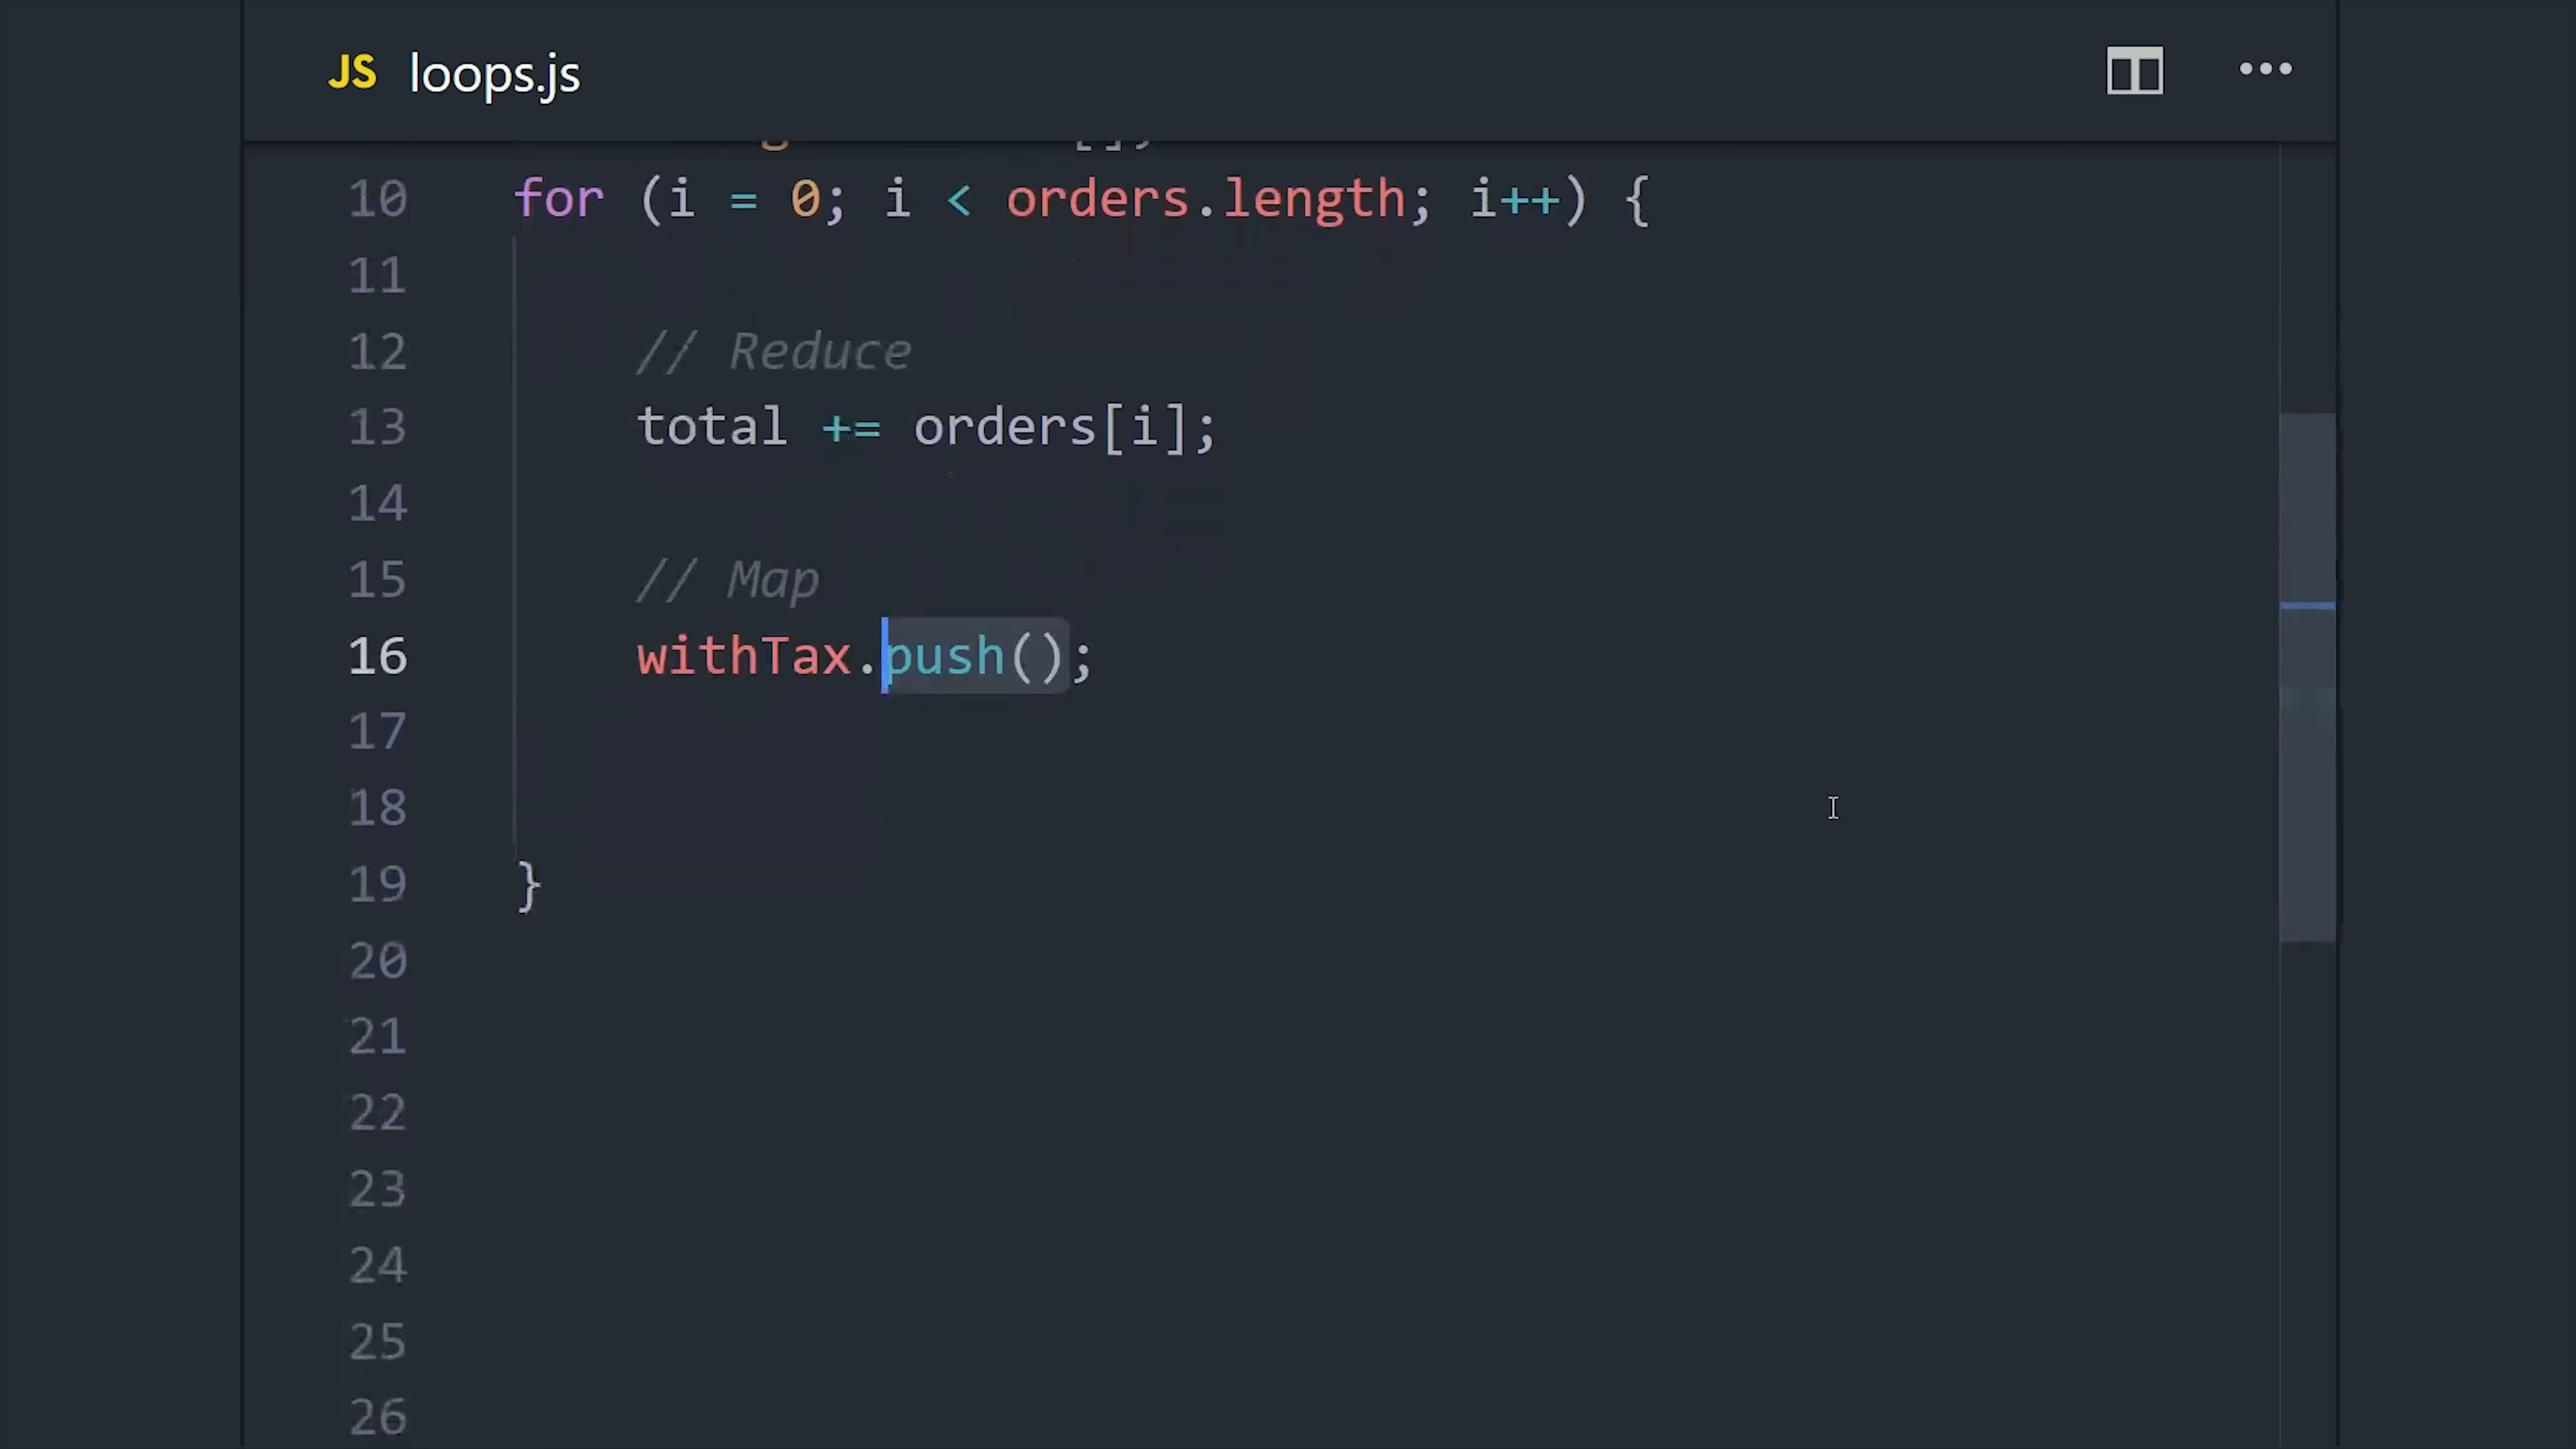 JS loops.js
10 for (i = 0; i < orders.length; i++) {
11
12 // Reduce
13 total += orders[i];
14
15 // Map
16 withTax.push();
17
18
19 }
20
21
22
23
24
25
26